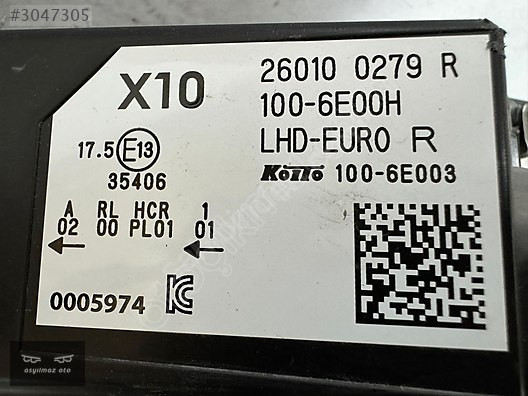 #3047305
X10
26010 0279 R
100-6E00H
LHD-EURO R
KOITO 100-6E003
17.5 E13
35406
A RL HCR 1
02 00 PL01 01
0005974
asyılmaz oto